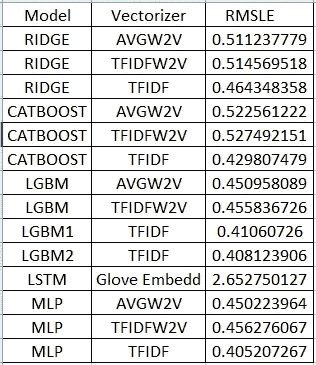 Model Vectorizer RMSLE
RIDGE AVGW2V 0.511237779
RIDGE TFIDFW2V 0.514569518
RIDGE TFIDF 0.464348358
CATBOOST AVGW2V 0.522561222
CATBOOST TFIDFW2V 0.527492151
CATBOOST TFIDF 0.429807479
LGBM AVGW2V 0.450958089
LGBM TFIDFW2V 0.455836726
LGBM1 TFIDF 0.41060726
LGBM2 TFIDF 0.408123906
LSTM Glove Embedd 2.652750127
MLP AVGW2V 0.450223964
MLP TFIDFW2V 0.456276067
MLP TFIDF 0.405207267